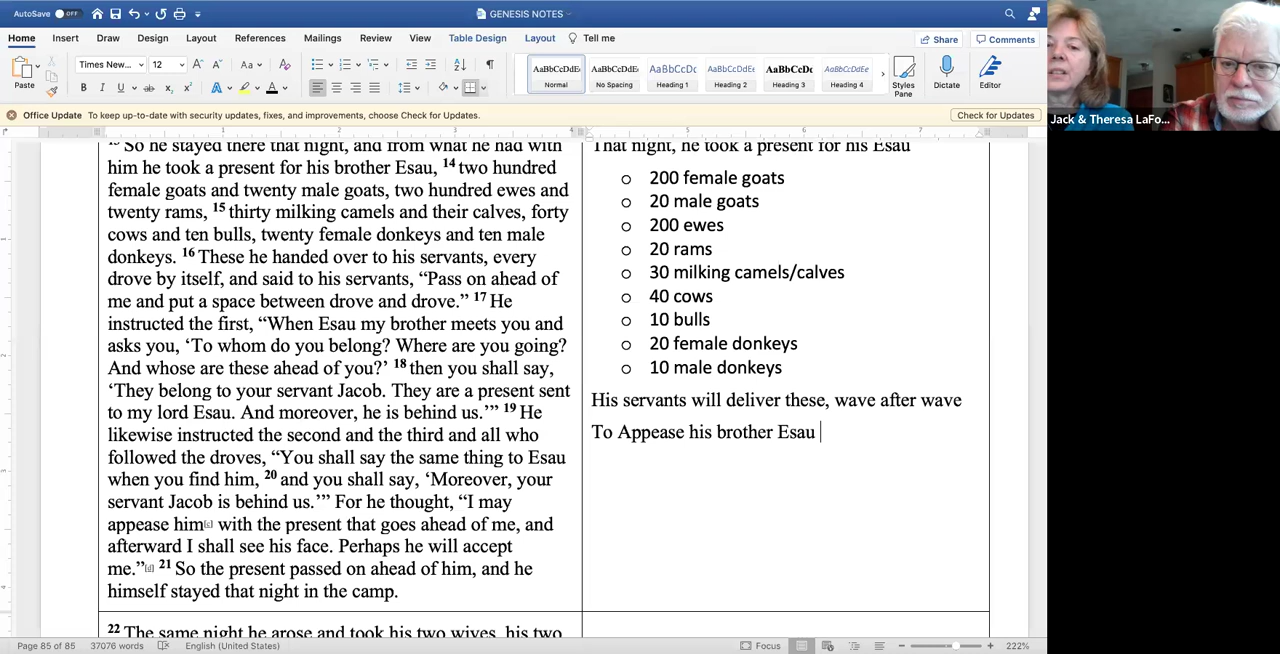 AutoSave OFF
GENESIS NOTES
Home Insert Draw Design Layout References Mailings Review View Table Design Layout Tell me
Share Comments
Paste
Times New... 12
AaBbCcDdEe Normal
AaBbCcDdEe No Spacing
AaBbCcDc Heading 1
AaBbCcDdEe Heading 2
AaBbCcDc Heading 3
AaBbCcDdEe Heading 4
Styles Pane
Dictate
Editor
Office Update To keep up-to-date with security updates, fixes, and improvements, choose Check for Updates.
Check for Updates
So he stayed there that night, and from what he had with
him he took a present for his brother Esau, 14 two hundred
female goats and twenty male goats, two hundred ewes and
twenty rams, 15 thirty milking camels and their calves, forty
cows and ten bulls, twenty female donkeys and ten male
donkeys. 16 These he handed over to his servants, every
drove by itself, and said to his servants, “Pass on ahead of
me and put a space between drove and drove.” 17 He
instructed the first, “When Esau my brother meets you and
asks you, ‘To whom do you belong? Where are you going?
And whose are these ahead of you?’ 18 then you shall say,
‘They belong to your servant Jacob. They are a present sent
to my lord Esau. And moreover, he is behind us.’” 19 He
likewise instructed the second and the third and all who
followed the droves, “You shall say the same thing to Esau
when you find him, 20 and you shall say, ‘Moreover, your
servant Jacob is behind us.’” For he thought, “I may
appease him[c] with the present that goes ahead of me, and
afterward I shall see his face. Perhaps he will accept
me.”[d] 21 So the present passed on ahead of him, and he
himself stayed that night in the camp.
22 The same night he arose and took his two wives, his two
That night, he took a present for his Esau
o 200 female goats
o 20 male goats
o 200 ewes
o 20 rams
o 30 milking camels/calves
o 40 cows
o 10 bulls
o 20 female donkeys
o 10 male donkeys
His servants will deliver these, wave after wave
To Appease his brother Esau
Page 85 of 85 37076 words English (United States)
Focus
222%
Jack & Theresa LaFo...